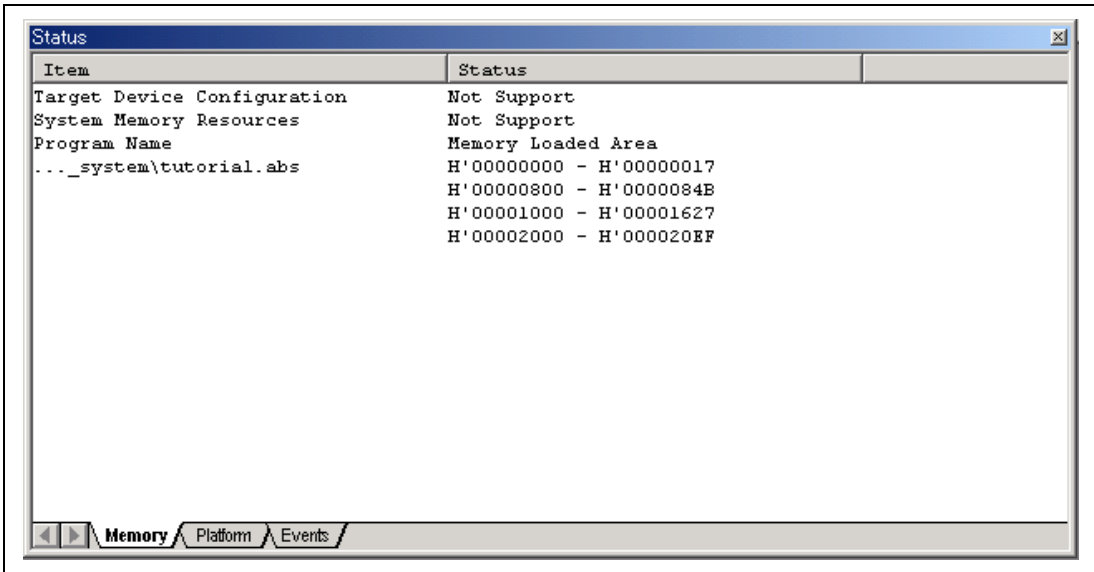 Status
Item Status
Target Device Configuration Not Support
System Memory Resources Not Support
Program Name Memory Loaded Area
..._system\tutorial.abs H'00000000 - H'00000017
H'00000800 - H'0000084B
H'00001000 - H'00001627
H'00002000 - H'000020EF
Memory Platform Events